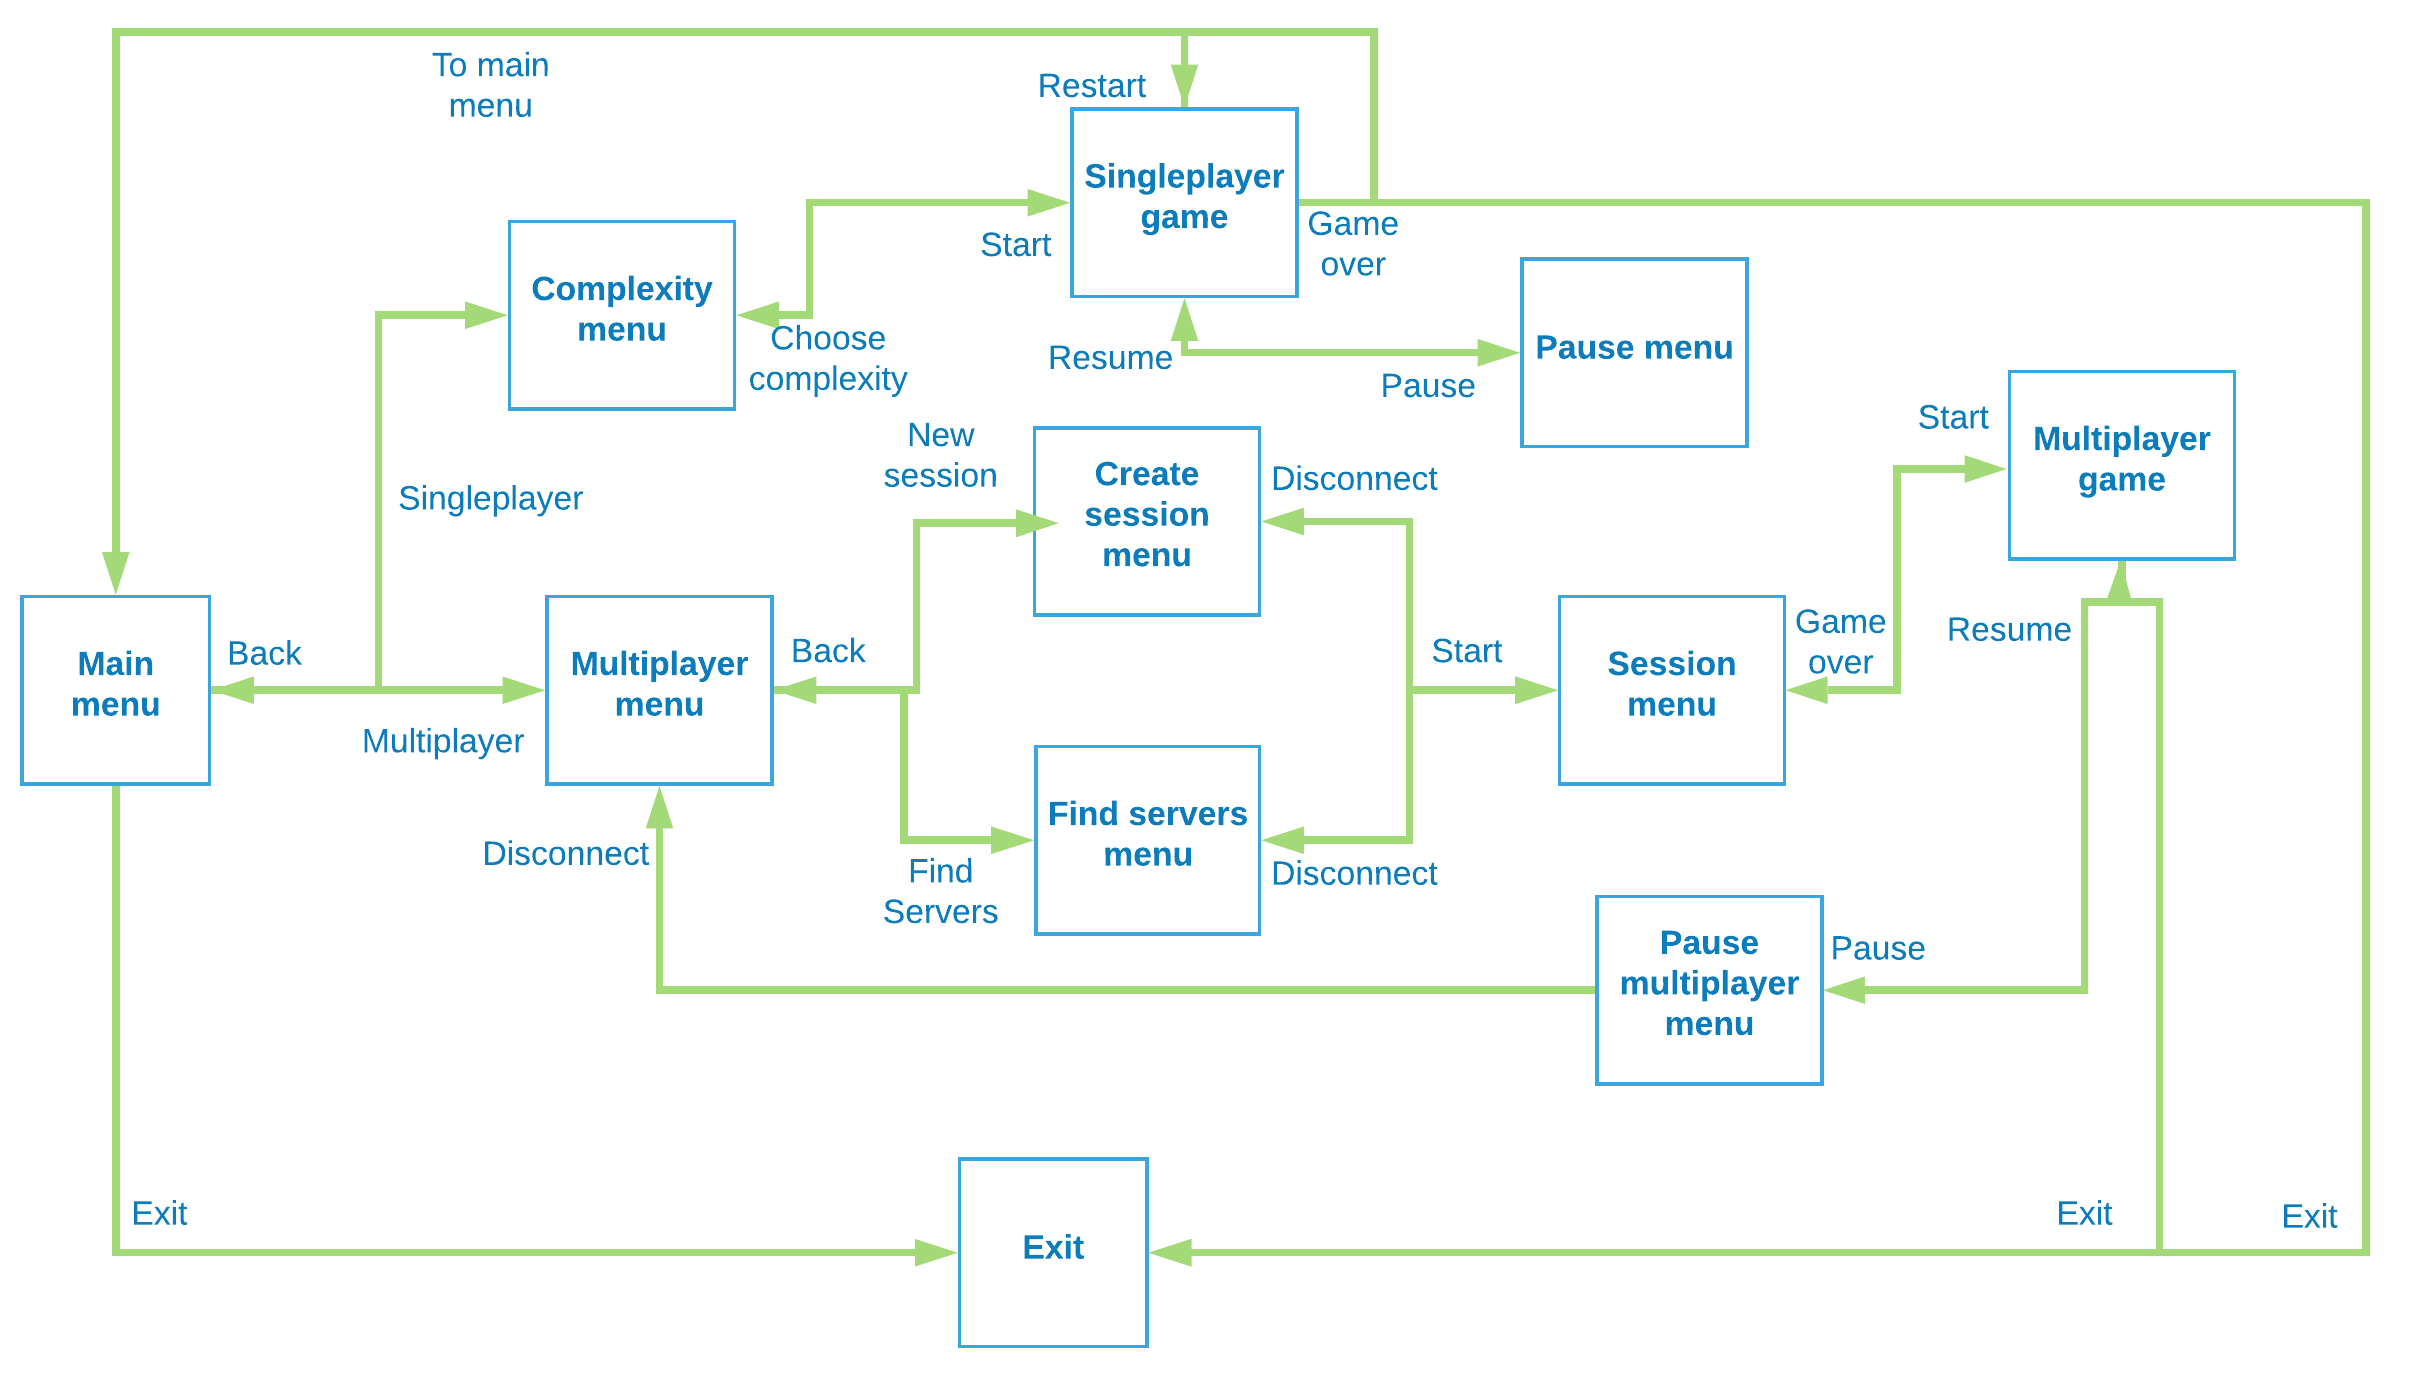 To main
menu
Restart
Singleplayer
game
Start
Game
over
Complexity
menu
Choose
complexity
Resume
Pause
Pause menu
Singleplayer
New
session
Create
session
menu
Disconnect
Start
Multiplayer
game
Main
menu
Back
Multiplayer
Multiplayer
menu
Back
Start
Session
menu
Game
over
Resume
Disconnect
Find
Servers
Find servers
menu
Disconnect
Pause
multiplayer
menu
Pause
Exit
Exit
Exit
Exit